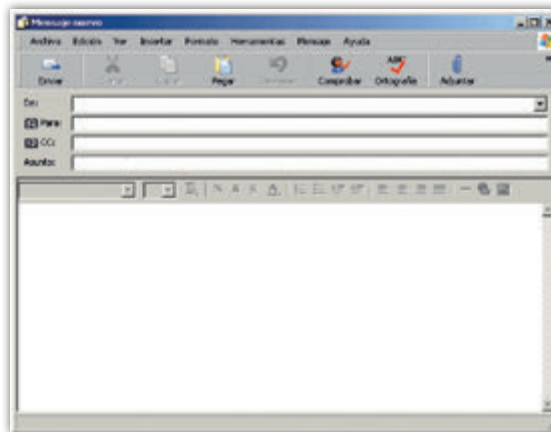 Mensaje nuevo
Archivo Edición Ver Insertar Formato Herramientas Mensaje Ayuda
Enviar Pegar Comprobar Ortografía Adjuntar
De:
Para:
CC:
Asunto: